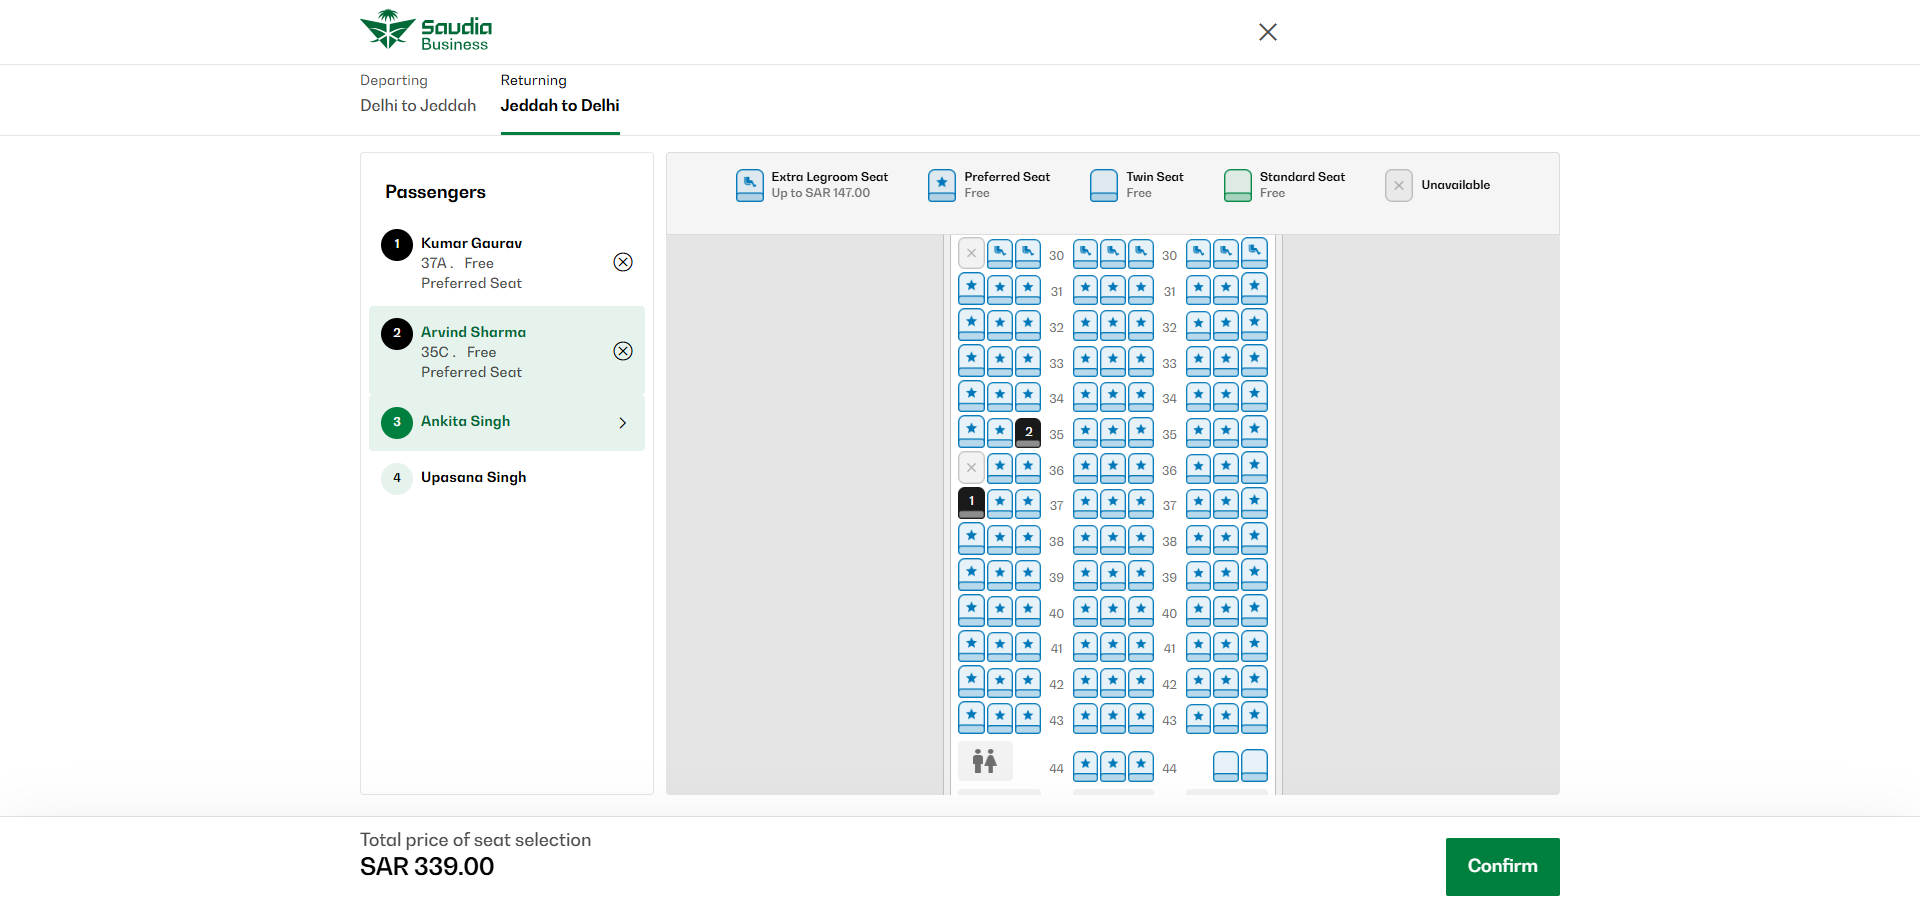 Saudia
Business
Departing
Delhi to Jeddah
Returning
Jeddah to Delhi
Passengers
1
Kumar Gaurav
37A . Free
Preferred Seat
2
Arvind Sharma
35C . Free
Preferred Seat
3
Ankita Singh
4
Upasana Singh
Extra Legroom Seat
Up to SAR 147.00
Preferred Seat
Free
Twin Seat
Free
Standard Seat
Free
Unavailable
30 30
31 31
32 32
33 33
34 34
2 35 35
36 36
1 37 37
38 38
39 39
40 40
41 41
42 42
43 43
44 44
Total price of seat selection
SAR 339.00
Confirm